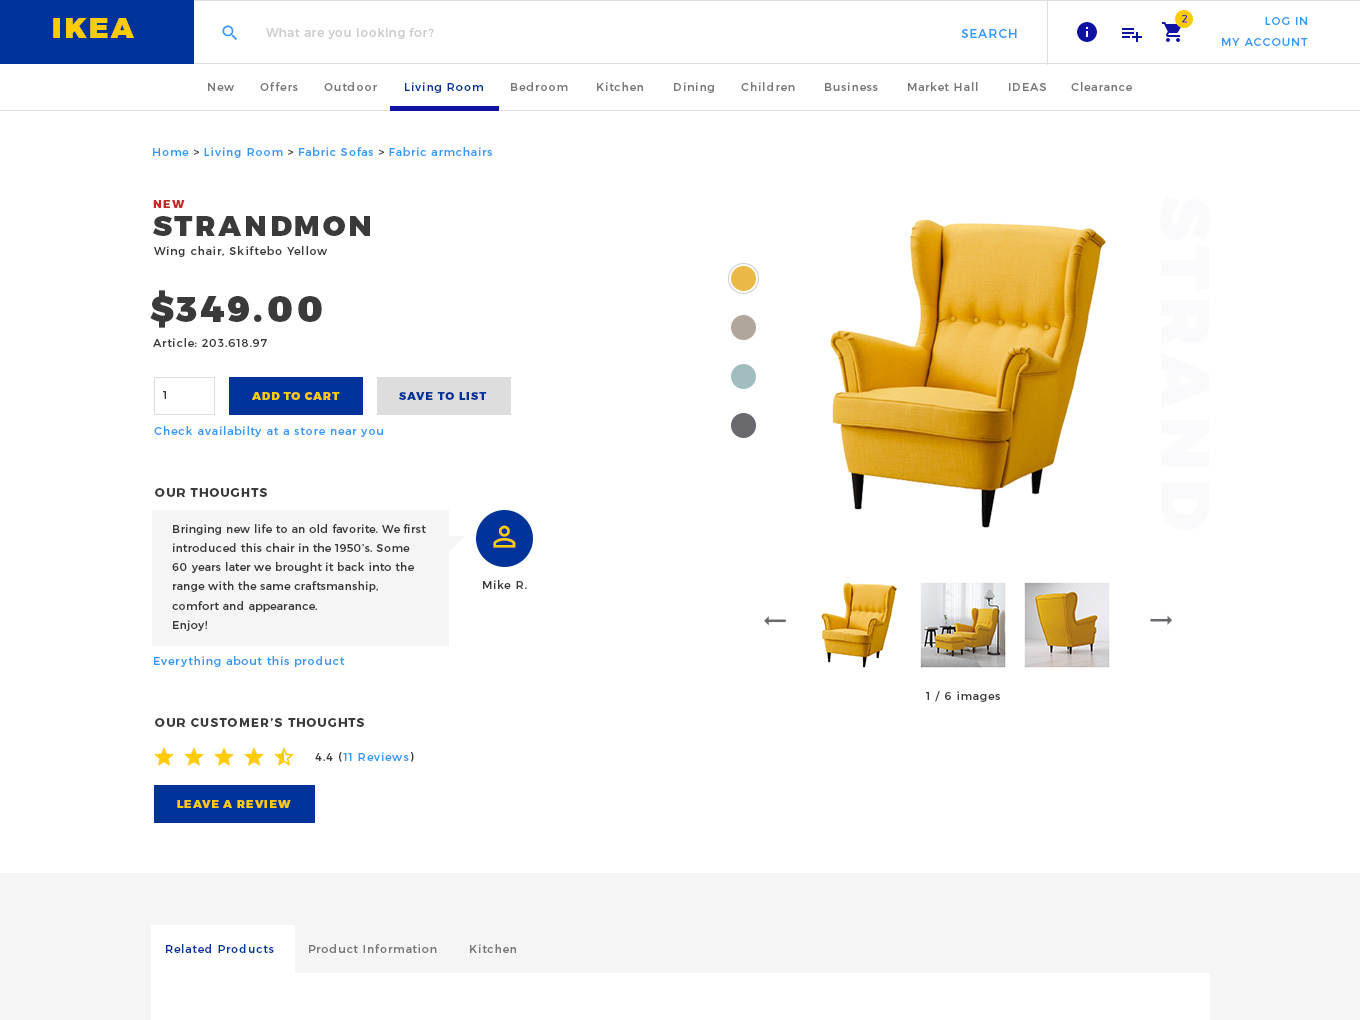 IKEA
What are you looking for?
SEARCH
2
LOG IN
MY ACCOUNT
New Offers Outdoor Living Room Bedroom Kitchen Dining Children Business Market Hall IDEAS Clearance
Home > Living Room > Fabric Sofas > Fabric armchairs
NEW
STRANDMON
Wing chair, Skiftebo Yellow
$349.00
Article: 203.618.97
1
ADD TO CART
SAVE TO LIST
Check availabilty at a store near you
OUR THOUGHTS
Bringing new life to an old favorite. We first
introduced this chair in the 1950's. Some
60 years later we brought it back into the
range with the same craftsmanship,
comfort and appearance.
Enjoy!
Mike R.
Everything about this product
OUR CUSTOMER'S THOUGHTS
4.4 (11 Reviews)
LEAVE A REVIEW
STRAND
1 / 6 images
Related Products Product Information Kitchen